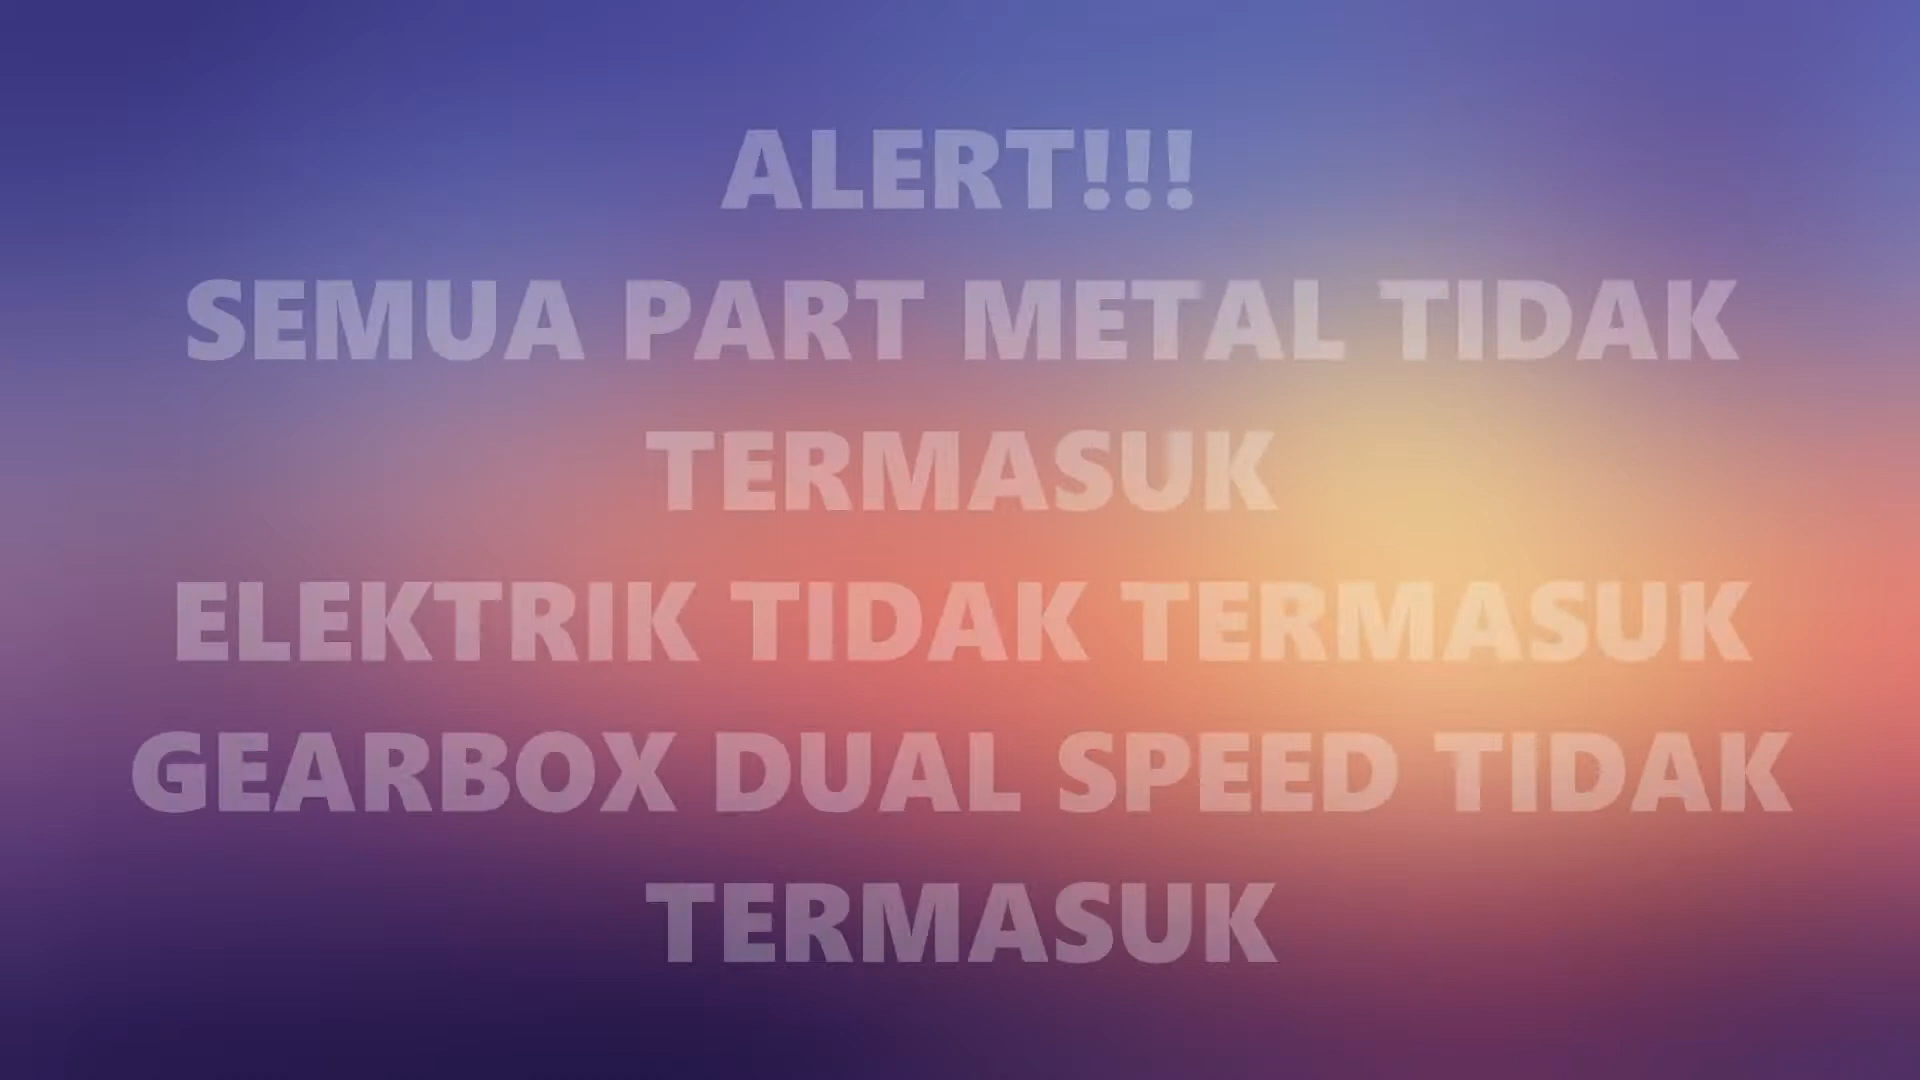 ALERT!!!
SEMUA PART METAL TIDAK
TERMASUK
ELEKTRIK TIDAK TERMASUK
GEARBOX DUAL SPEED TIDAK
TERMASUK